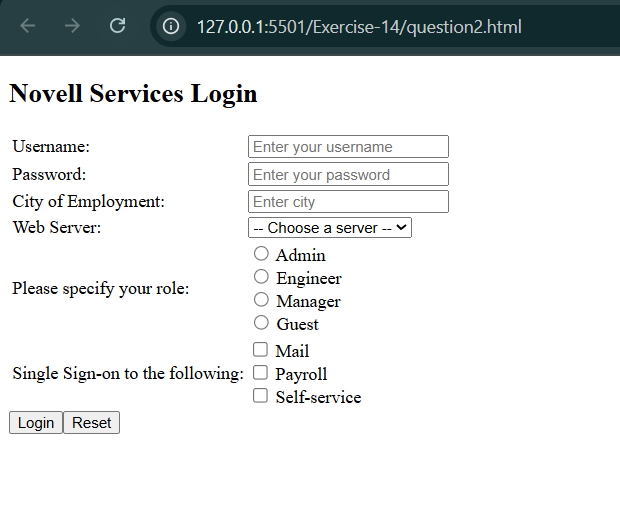 127.0.0.1:5501/Exercise-14/question2.html
Novell Services Login
Username: Enter your username
Password: Enter your password
City of Employment: Enter city
Web Server: -- Choose a server --
Admin
Engineer
Please specify your role:
Manager
Guest
Mail
Single Sign-on to the following: Payroll
Self-service
Login Reset